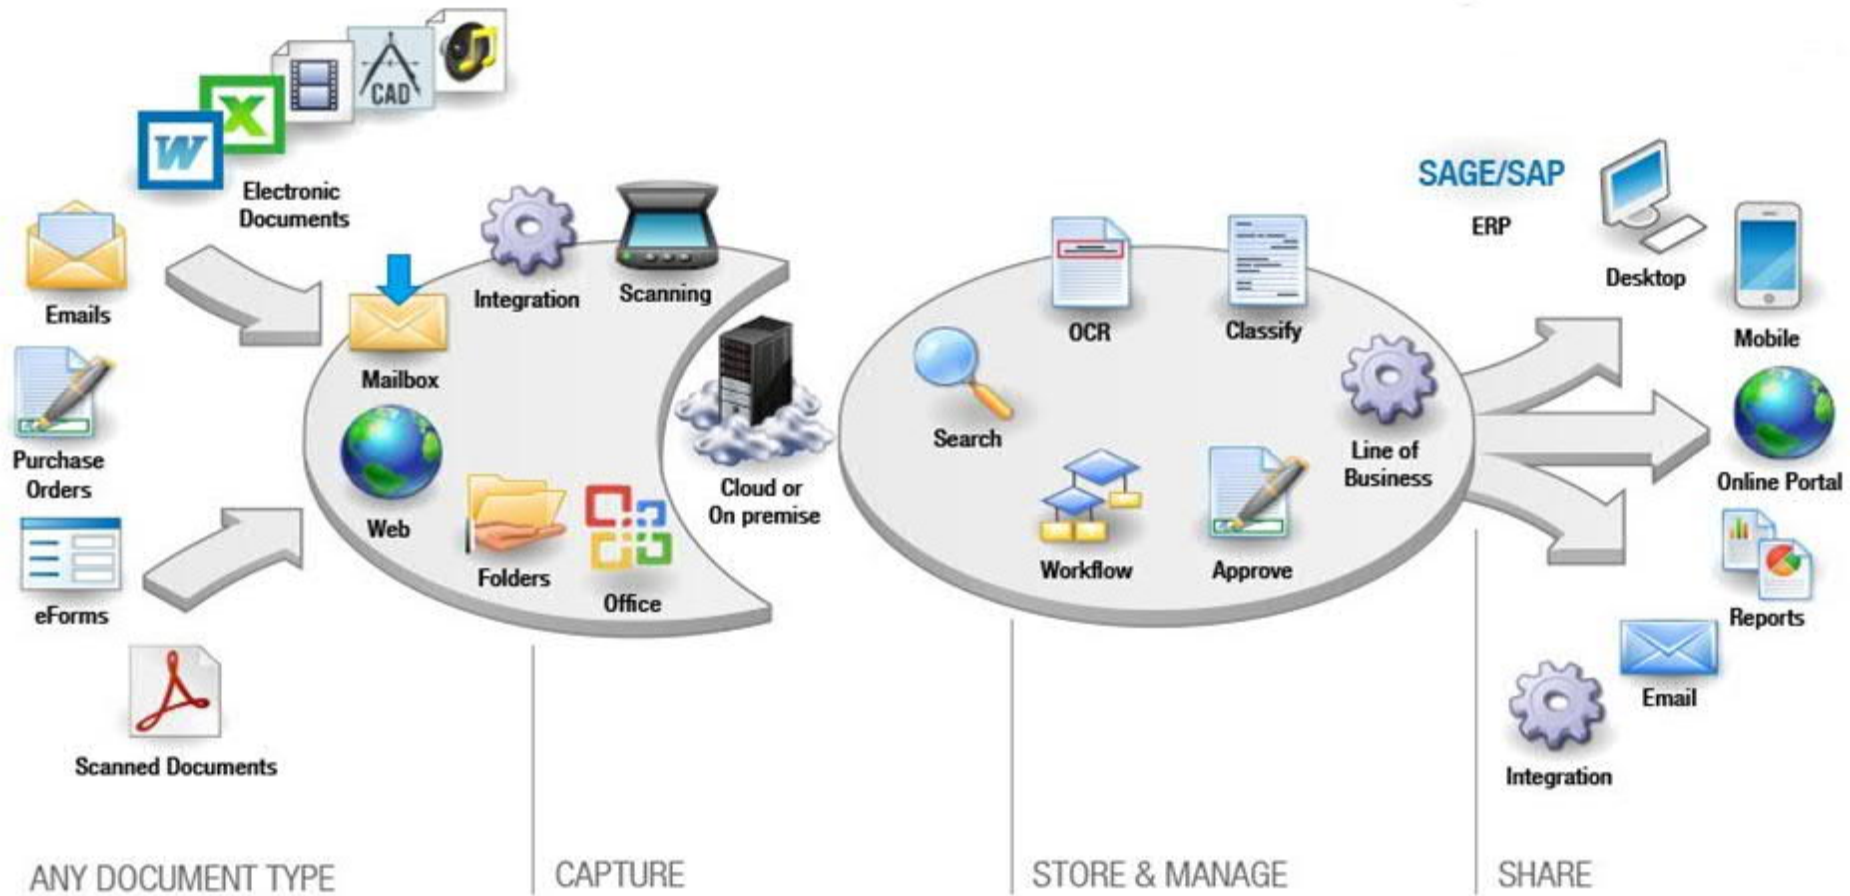 CAD
W
X
Electronic
Documents
Emails
Purchase
Orders
eForms
Scanned Documents
Integration
Scanning
Mailbox
Web
Folders
Office
Cloud or
On premise
OCR
Classify
Search
Line of
Business
Workflow
Approve
SAGE/SAP
ERP
Desktop
Mobile
Online Portal
Reports
Email
Integration
ANY DOCUMENT TYPE
CAPTURE
STORE & MANAGE
SHARE